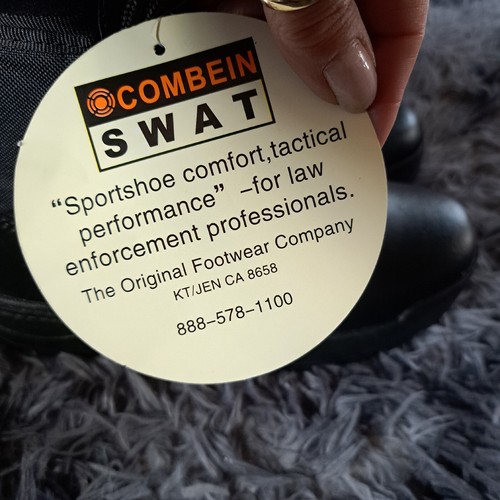 COMBEIN
SWAT
“Sportshoe comfort,tactical
performance” –for law
enforcement professionals.
The Original Footwear Company
KT/JEN CA 8658
888–578–1100